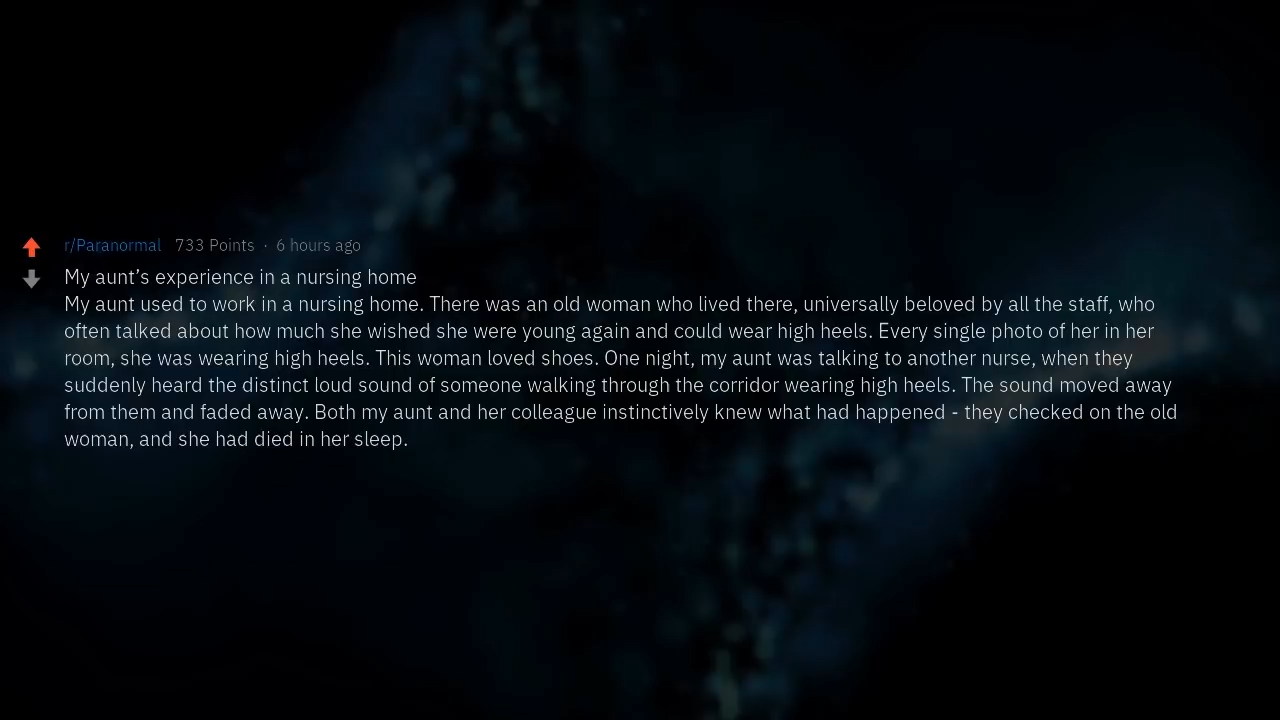 r/Paranormal 733 Points · 6 hours ago
My aunt’s experience in a nursing home
My aunt used to work in a nursing home. There was an old woman who lived there, universally beloved by all the staff, who
often talked about how much she wished she were young again and could wear high heels. Every single photo of her in her
room, she was wearing high heels. This woman loved shoes. One night, my aunt was talking to another nurse, when they
suddenly heard the distinct loud sound of someone walking through the corridor wearing high heels. The sound moved away
from them and faded away. Both my aunt and her colleague instinctively knew what had happened - they checked on the old
woman, and she had died in her sleep.